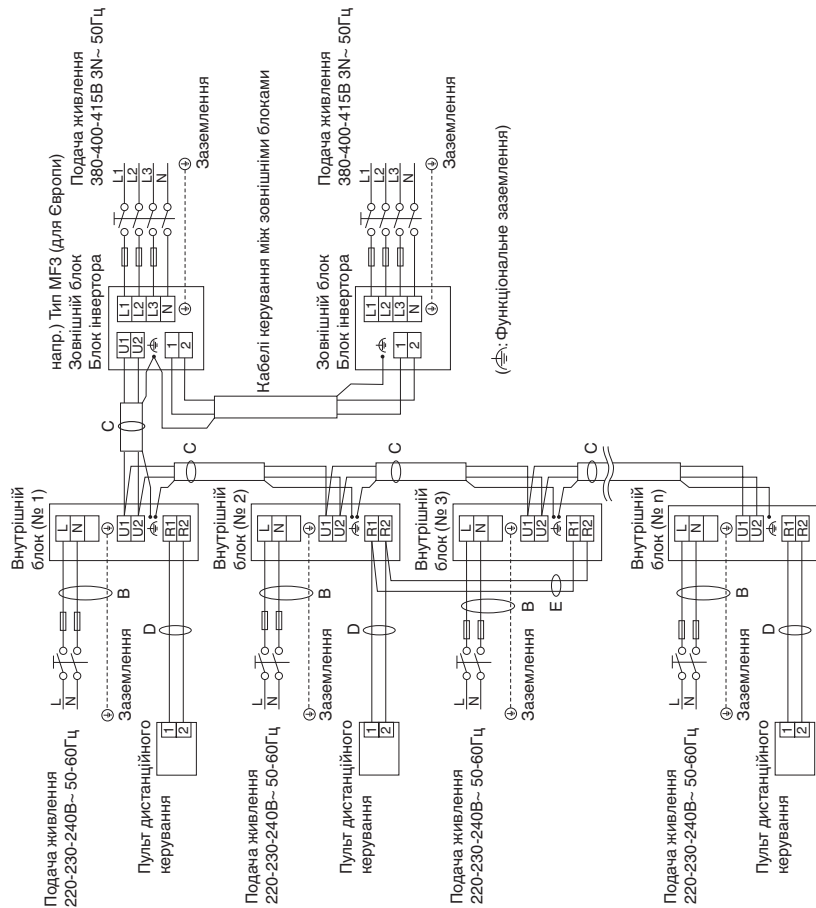 напр.) Тип MF3 (для Європи)
Зовнішній блок
Блок інвертора
Подача живлення
380-400-415В 3N~ 50Гц
L1
L2
L3
N
L1
L2
L3
N
U1
U2
1
2
Заземлення
Кабелі керування між зовнішніми блоками
Зовнішній блок
Блок інвертора
Подача живлення
380-400-415В 3N~ 50Гц
L1
L2
L3
N
L1
L2
L3
N
1
2
Заземлення
( : Функціональне заземлення)
C
C
C
C
Внутрішній
блок (№ 1)
L
N
U1
U2
R1
R2
B
D
L
N
Заземлення
1
2
Подача живлення
220-230-240В~ 50-60Гц
Пульт дистанційного
керування
Внутрішній
блок (№ 2)
L
N
U1
U2
R1
R2
B
D
L
N
Заземлення
1
2
Подача живлення
220-230-240В~ 50-60Гц
Пульт дистанційного
керування
Внутрішній
блок (№ 3)
L
N
U1
U2
R1
R2
B
E
L
N
Заземлення
Подача живлення
220-230-240В~ 50-60Гц
Внутрішній
блок (№ n)
L
N
U1
U2
R1
R2
B
D
L
N
Заземлення
1
2
Подача живлення
220-230-240В~ 50-60Гц
Пульт дистанційного
керування